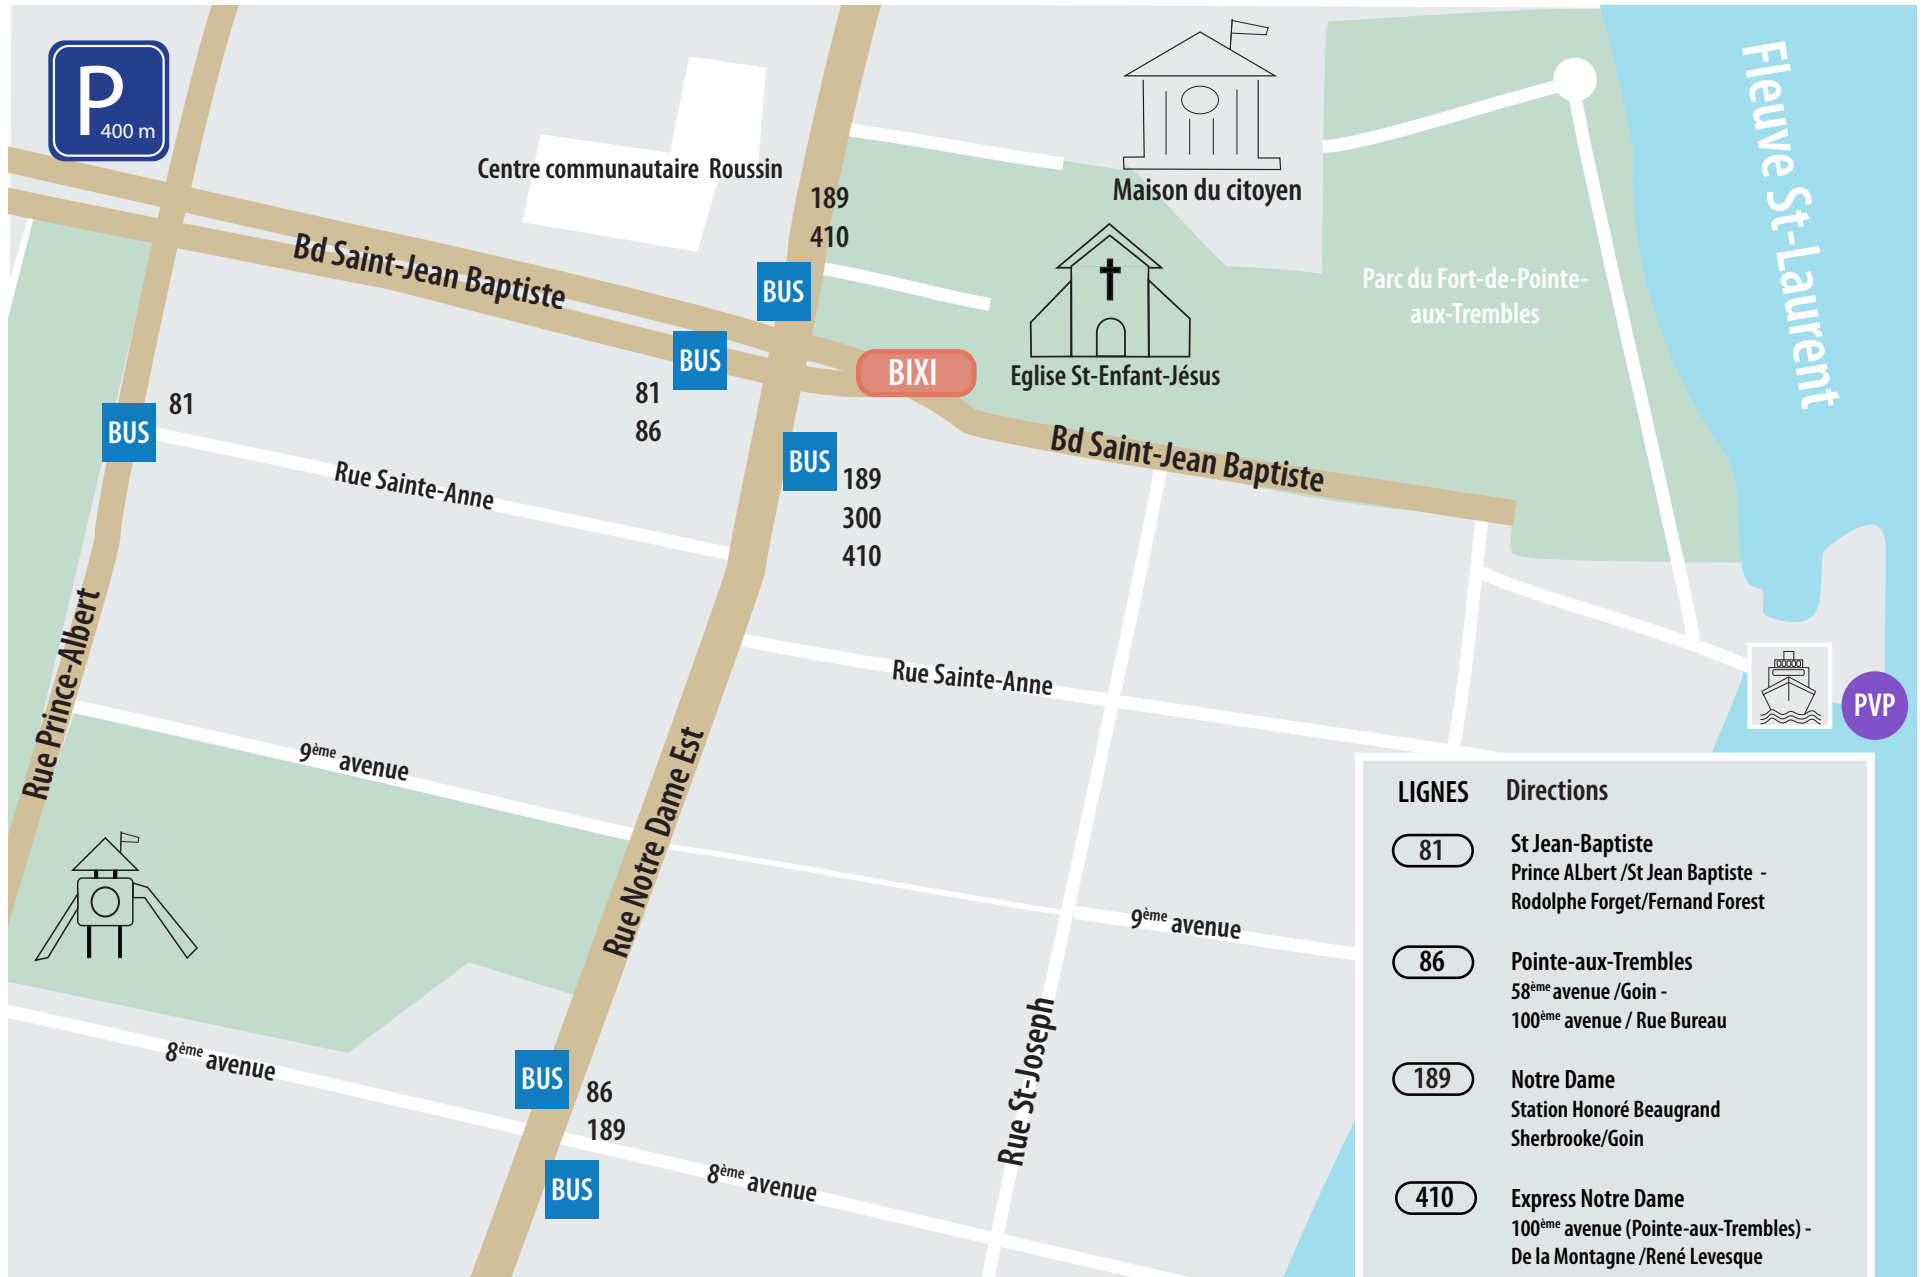 P
400 m
Centre communautaire Roussin
Maison du citoyen
Fleuve St-Laurent
189
410
Bd Saint-Jean Baptiste
BUS
Parc du Fort-de-Pointe-
aux-Trembles
BUS
BIXI
Eglise St-Enfant-Jésus
81
86
81
BUS
Bd Saint-Jean Baptiste
BUS
189
300
410
Rue Sainte-Anne
Rue Prince-Albert
Rue Sainte-Anne
PVP
9ème avenue
Rue Notre Dame Est
9ème avenue
Rue St-Joseph
8ème avenue
BUS
86
189
BUS
8ème avenue
LIGNES Directions
81 St Jean-Baptiste
Prince ALbert /St Jean Baptiste -
Rodolphe Forget/Fernand Forest
86 Pointe-aux-Trembles
58ème avenue /Goin -
100ème avenue / Rue Bureau
189 Notre Dame
Station Honoré Beaugrand
Sherbrooke/Goin
410 Express Notre Dame
100ème avenue (Pointe-aux-Trembles) -
De la Montagne /René Levesque